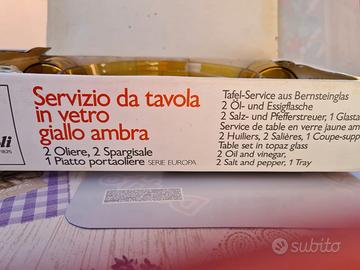 Servizio da tavola
in vetro
giallo ambra
2 Oliere, 2 Spargisale
1 Piatto portaoliere SERIE EUROPA
Tafel-Service aus Bernsteinglas
2 Öl- und Essigflasche
2 Salz- und Pfefferstreuer, 1 Glasta
Service de table en verre jaune am
2 Huiliers, 2 Salières, 1 Coupe-supp
Table set in topaz glass
2 Oil and vinegar,
2 Salt and pepper, 1 Tray
li
1825
subito